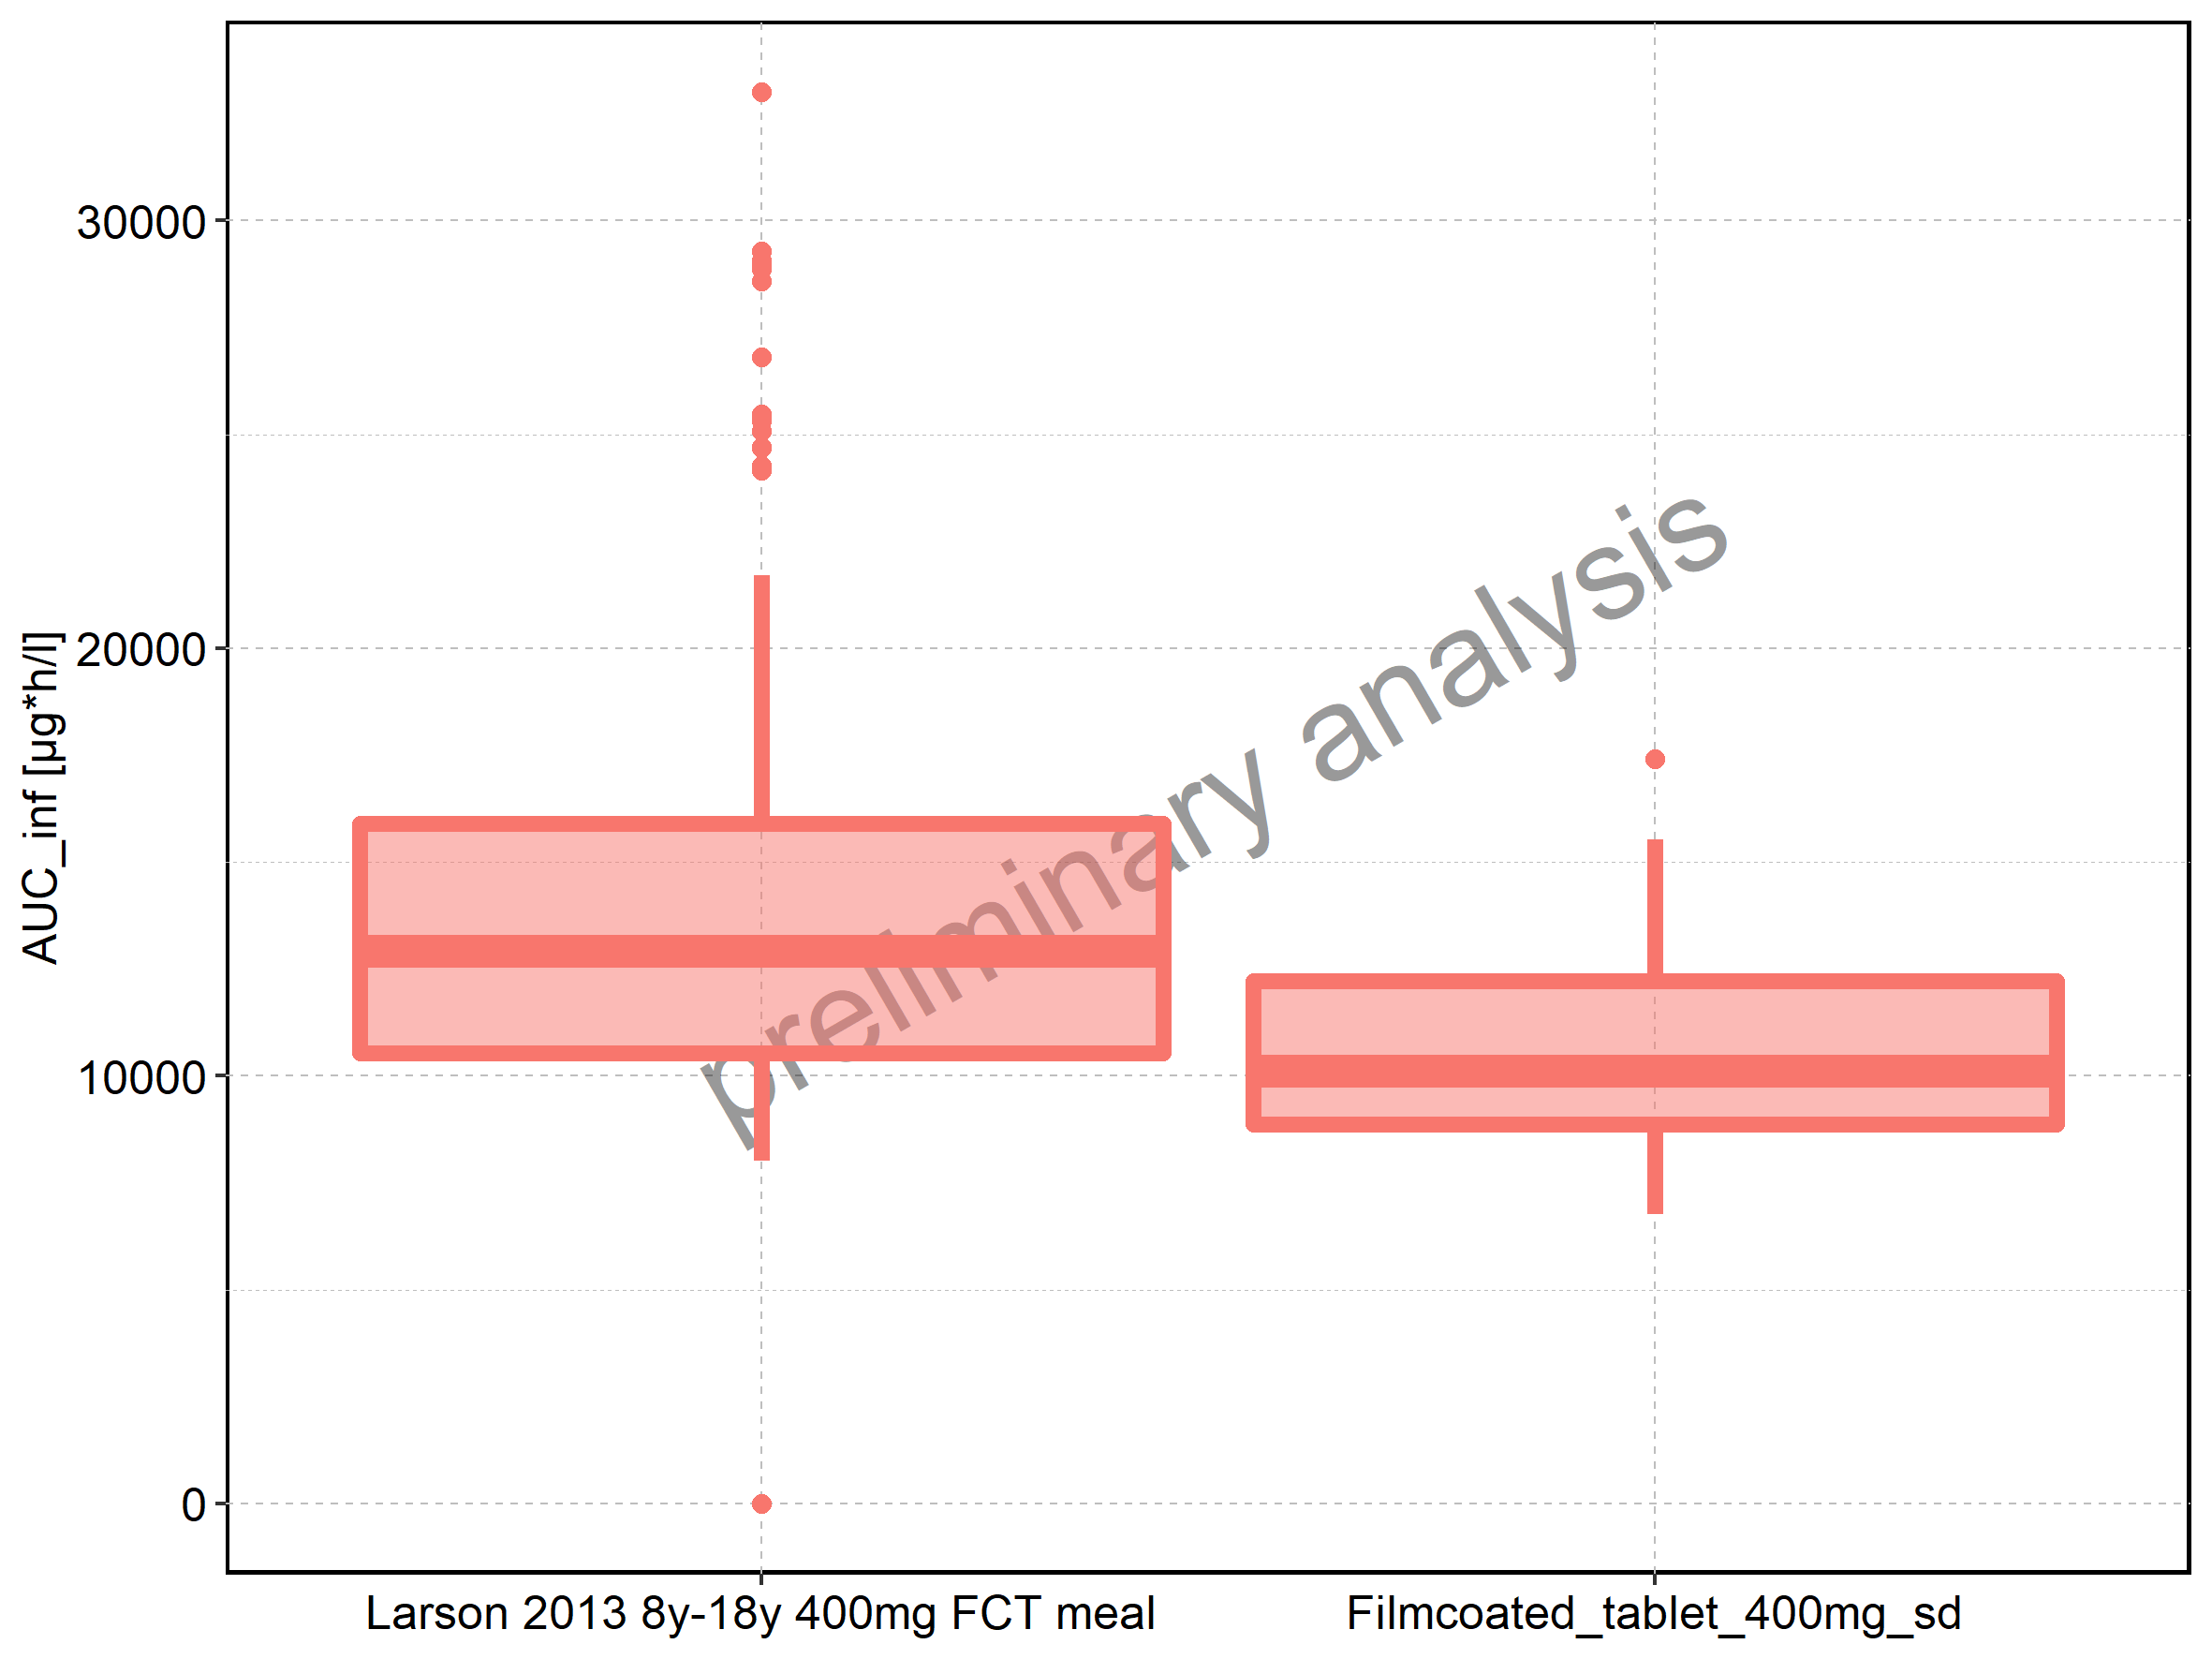 30000
20000
10000
0
AUC_inf [µg*h/l]
preliminary analysis
Larson 2013 8y-18y 400mg FCT meal
Filmcoated_tablet_400mg_sd